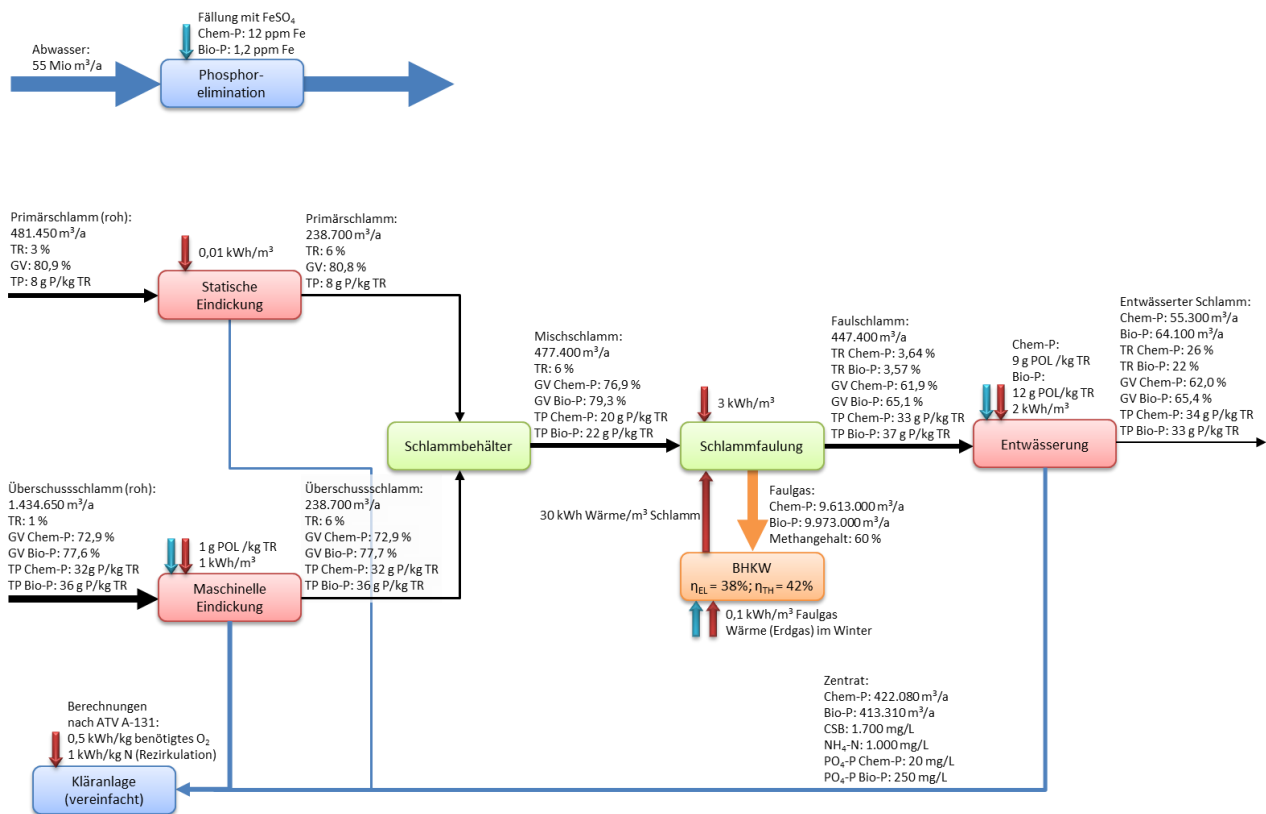 Fällung mit FeSO₄
Chem-P: 12 ppm Fe
Bio-P: 1,2 ppm Fe
Abwasser:
55 Mio m³/a
Phosphor-
elimination
Primärschlamm (roh):
481.450 m³/a
TR: 3 %
GV: 80,9 %
TP: 8 g P/kg TR
0,01 kWh/m³
Statische
Eindickung
Primärschlamm:
238.700 m³/a
TR: 6 %
GV: 80,8 %
TP: 8 g P/kg TR
Überschussschlamm (roh):
1.434.650 m³/a
TR: 1 %
GV Chem-P: 72,9 %
GV Bio-P: 77,6 %
TP Chem-P: 32g P/kg TR
TP Bio-P: 36 g P/kg TR
1 g POL /kg TR
1 kWh/m³
Maschinelle
Eindickung
Überschussschlamm:
238.700 m³/a
TR: 6 %
GV Chem-P: 72,9 %
GV Bio-P: 77,7 %
TP Chem-P: 32 g P/kg TR
TP Bio-P: 36 g P/kg TR
Schlammbehälter
Mischschlamm:
477.400 m³/a
TR: 6 %
GV Chem-P: 76,9 %
GV Bio-P: 79,3 %
TP Chem-P: 20 g P/kg TR
TP Bio-P: 22 g P/kg TR
3 kWh/m³
Schlammfaulung
30 kWh Wärme/m³ Schlamm
Faulgas:
Chem-P: 9.613.000 m³/a
Bio-P: 9.973.000 m³/a
Methangehalt: 60 %
BHKW
η_EL = 38%; η_TH = 42%
0,1 kWh/m³ Faulgas
Wärme (Erdgas) im Winter
Faulschlamm:
447.400 m³/a
TR Chem-P: 3,64 %
TR Bio-P: 3,57 %
GV Chem-P: 61,9 %
GV Bio-P: 65,1 %
TP Chem-P: 33 g P/kg TR
TP Bio-P: 37 g P/kg TR
Chem-P:
9 g POL /kg TR
Bio-P:
12 g POL/kg TR
2 kWh/m³
Entwässerung
Entwässerter Schlamm:
Chem-P: 55.300 m³/a
Bio-P: 64.100 m³/a
TR Chem-P: 26 %
TR Bio-P: 22 %
GV Chem-P: 62,0 %
GV Bio-P: 65,4 %
TP Chem-P: 34 g P/kg TR
TP Bio-P: 33 g P/kg TR
Zentrat:
Chem-P: 422.080 m³/a
Bio-P: 413.310 m³/a
CSB: 1.700 mg/L
NH₄-N: 1.000 mg/L
PO₄-P Chem-P: 20 mg/L
PO₄-P Bio-P: 250 mg/L
Berechnungen
nach ATV A-131:
0,5 kWh/kg benötigtes O₂
1 kWh/kg N (Rezirkulation)
Kläranlage
(vereinfacht)